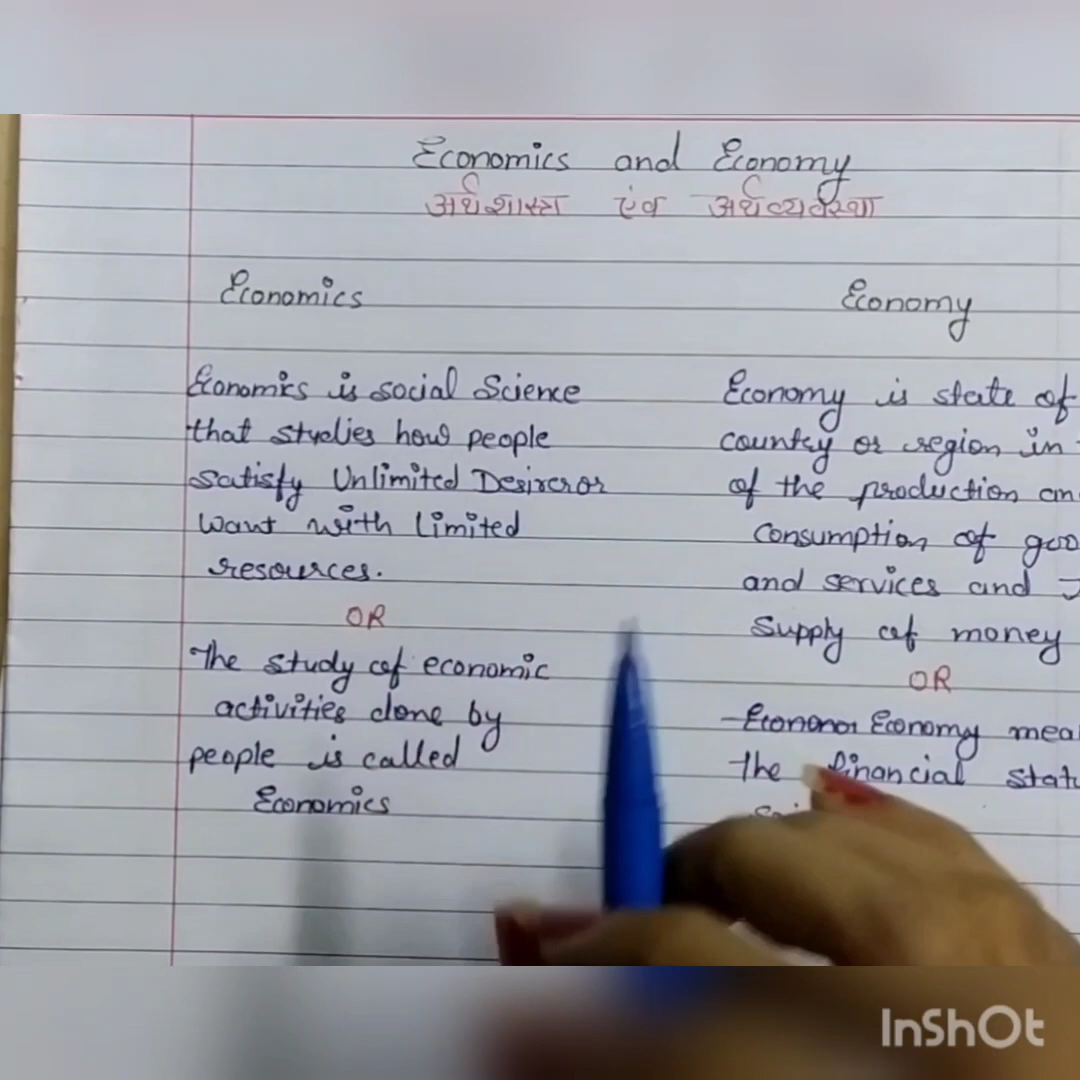 Economics and Economy
अर्थशास्त्र एंव अर्थव्यवस्था
Economics
Economics is social Science
that studies how people
satisfy Unlimited Desire or
want with limited
resources.
OR
The study of economic
activities done by
people is called
Economics
Economy
Economy is state of
country or region in
of the production
consumption of
and services and
supply of money
OR
Economy
the financial
InShOt